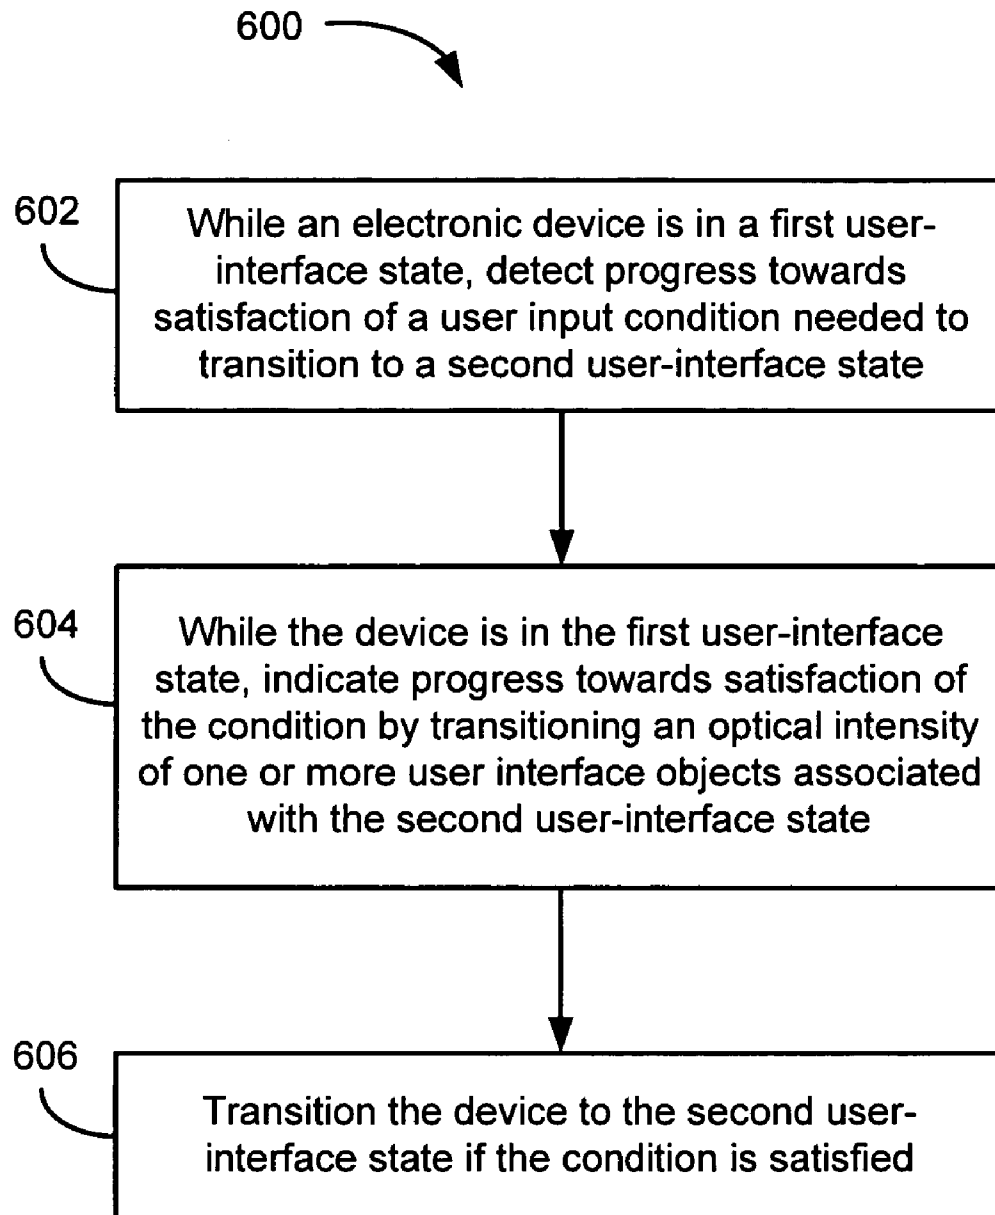 600
602
While an electronic device is in a first user-
interface state, detect progress towards
satisfaction of a user input condition needed to
transition to a second user-interface state
604
While the device is in the first user-interface
state, indicate progress towards satisfaction of
the condition by transitioning an optical intensity
of one or more user interface objects associated
with the second user-interface state
606
Transition the device to the second user-
interface state if the condition is satisfied